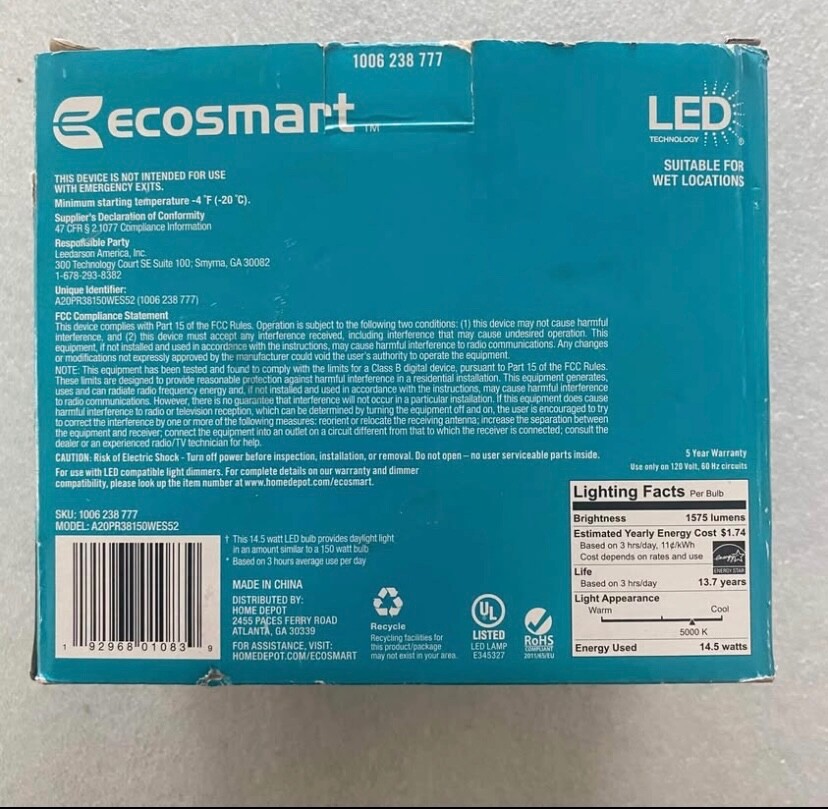 1006 238 777
ecosmart TM
LED
TECHNOLOGY ®
SUITABLE FOR
WET LOCATIONS
THIS DEVICE IS NOT INTENDED FOR USE
WITH EMERGENCY EXITS.
Minimum starting temperature -4 ˚F (-20 ˚C).
Supplier's Declaration of Conformity
47 CFR § 2.1077 Compliance Information
Responsible Party
Leedarson America, Inc.
300 Technology Court SE Suite 100; Smyrna, GA 30082
1-678-293-8382
Unique Identifier:
A20PR38150WES52 (1006 238 777)
FCC Compliance Statement
This device complies with Part 15 of the FCC Rules. Operation is subject to the following two conditions: (1) this device may not cause harmful
interference, and (2) this device must accept any interference received, including interference that may cause undesired operation. This
equipment, if not installed and used in accordance with the instructions, may cause harmful interference to radio communications. Any changes
or modifications not expressly approved by the manufacturer could void the user's authority to operate the equipment.
NOTE: This equipment has been tested and found to comply with the limits for a Class B digital device, pursuant to Part 15 of the FCC Rules.
These limits are designed to provide reasonable protection against harmful interference in a residential installation. This equipment generates,
uses and can radiate radio frequency energy and, if not installed and used in accordance with the instructions, may cause harmful interference
to radio communications. However, there is no guarantee that interference will not occur in a particular installation. If this equipment does cause
harmful interference to radio or television reception, which can be determined by turning the equipment off and on, the user is encouraged to try
to correct the interference by one or more of the following measures: reorient or relocate the receiving antenna; increase the separation between
the equipment and receiver; connect the equipment into an outlet on a circuit different from that to which the receiver is connected; consult the
dealer or an experienced radio/TV technician for help.
CAUTION: Risk of Electric Shock - Turn off power before inspection, installation, or removal. Do not open – no user serviceable parts inside.
For use with LED compatible light dimmers. For complete details on our warranty and dimmer
compatibility, please look up the item number at www.homedepot.com/ecosmart.
5 Year Warranty
Use only on 120 Volt, 60 Hz circuits
SKU: 1006 238 777
MODEL: A20PR38150WES52
1 92968 01083 9
† This 14.5 watt LED bulb provides daylight light
in an amount similar to a 150 watt bulb
* Based on 3 hours average use per day
MADE IN CHINA
DISTRIBUTED BY:
HOME DEPOT
2455 PACES FERRY ROAD
ATLANTA, GA 30339
FOR ASSISTANCE, VISIT:
HOMEDEPOT.COM/ECOSMART
Recycle
Recycling facilities for
this product/package
may not exist in your area.
UL
LISTED
LED LAMP
E345327
RoHS
COMPLIANT
2011/65/EU
Lighting Facts Per Bulb
Brightness 1575 lumens
Estimated Yearly Energy Cost $1.74
Based on 3 hrs/day, 11¢/kWh
Cost depends on rates and use
energy
ENERGY STAR
Life
Based on 3 hrs/day 13.7 years
Light Appearance
Warm Cool
5000 K
Energy Used 14.5 watts